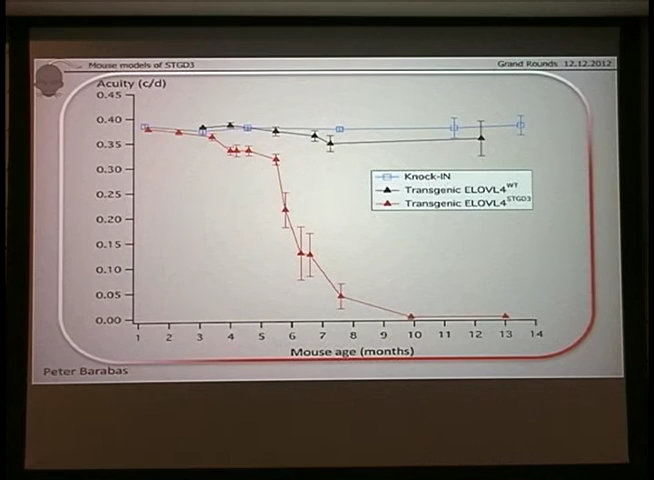 Mouse models of STGD3
Grand Rounds 12.12.2012
Acuity (c/d)
0.45
0.40
0.35
0.30
0.25
0.20
0.15
0.10
0.05
0.00
Knock-IN
Transgenic ELOVL4WT
Transgenic ELOVL4STGD3
1 2 3 4 5 6 7 8 9 10 11 12 13 14
Mouse age (months)
Peter Barabas